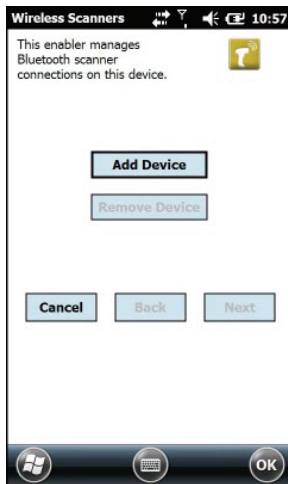 Wireless Scanners 10:57
This enabler manages
Bluetooth scanner
connections on this device.
Add Device
Remove Device
Cancel Back Next
OK